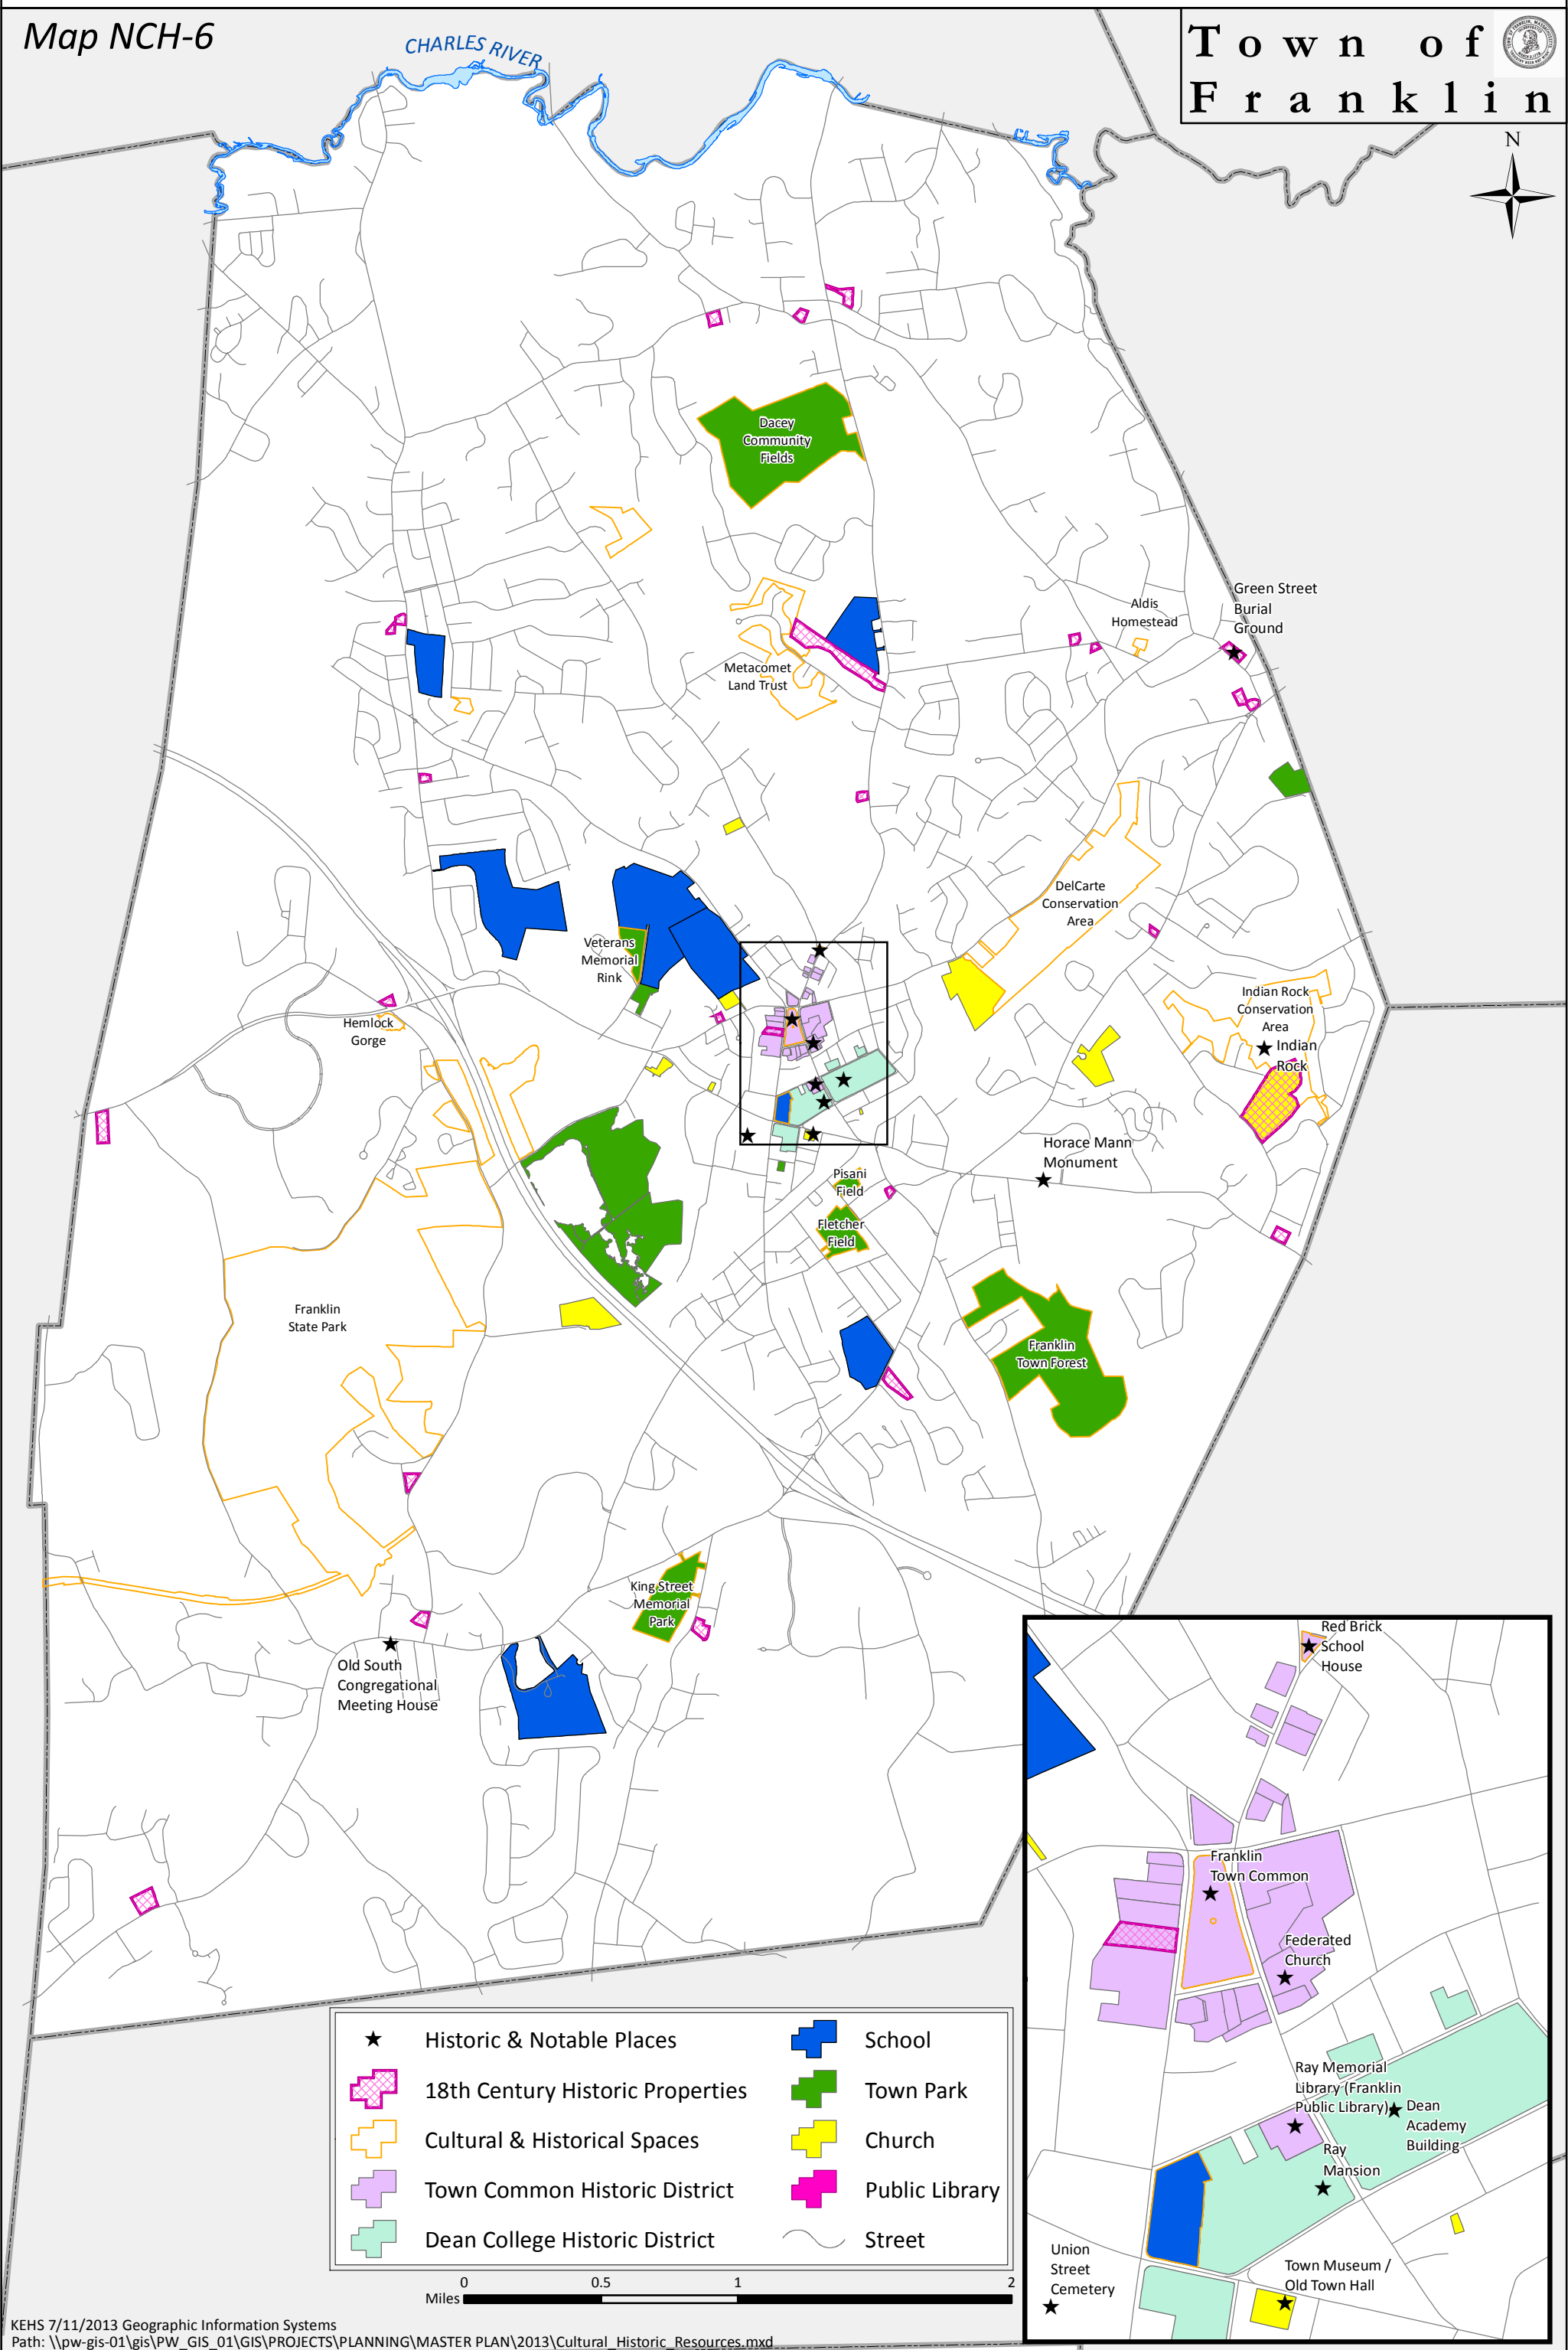 Map NCH-6
CHARLES RIVER
Town of
Franklin
N
Dacey
Community
Fields
Green Street
Burial
Ground
Aldis
Homestead
Metacomet
Land Trust
DelCarte
Conservation
Area
Veterans
Memorial
Rink
Indian Rock
Conservation
Area
Indian
Rock
Hemlock
Gorge
Horace Mann
Monument
Pisani
Field
Fletcher
Field
Franklin
State Park
Franklin
Town Forest
King Street
Memorial
Park
Old South
Congregational
Meeting House
Red Brick
School
House
Franklin
Town Common
Federated
Church
Ray Memorial
Library (Franklin
Public Library)
Dean
Academy
Building
Ray
Mansion
Union
Street
Cemetery
Town Museum /
Old Town Hall
Historic & Notable Places
18th Century Historic Properties
Cultural & Historical Spaces
Town Common Historic District
Dean College Historic District
School
Town Park
Church
Public Library
Street
0 0.5 1 2
Miles
KEHS 7/11/2013 Geographic Information Systems
Path: \\pw-gis-01\gis\PW_GIS_01\GIS\PROJECTS\PLANNING\MASTER PLAN\2013\Cultural_Historic_Resources.mxd